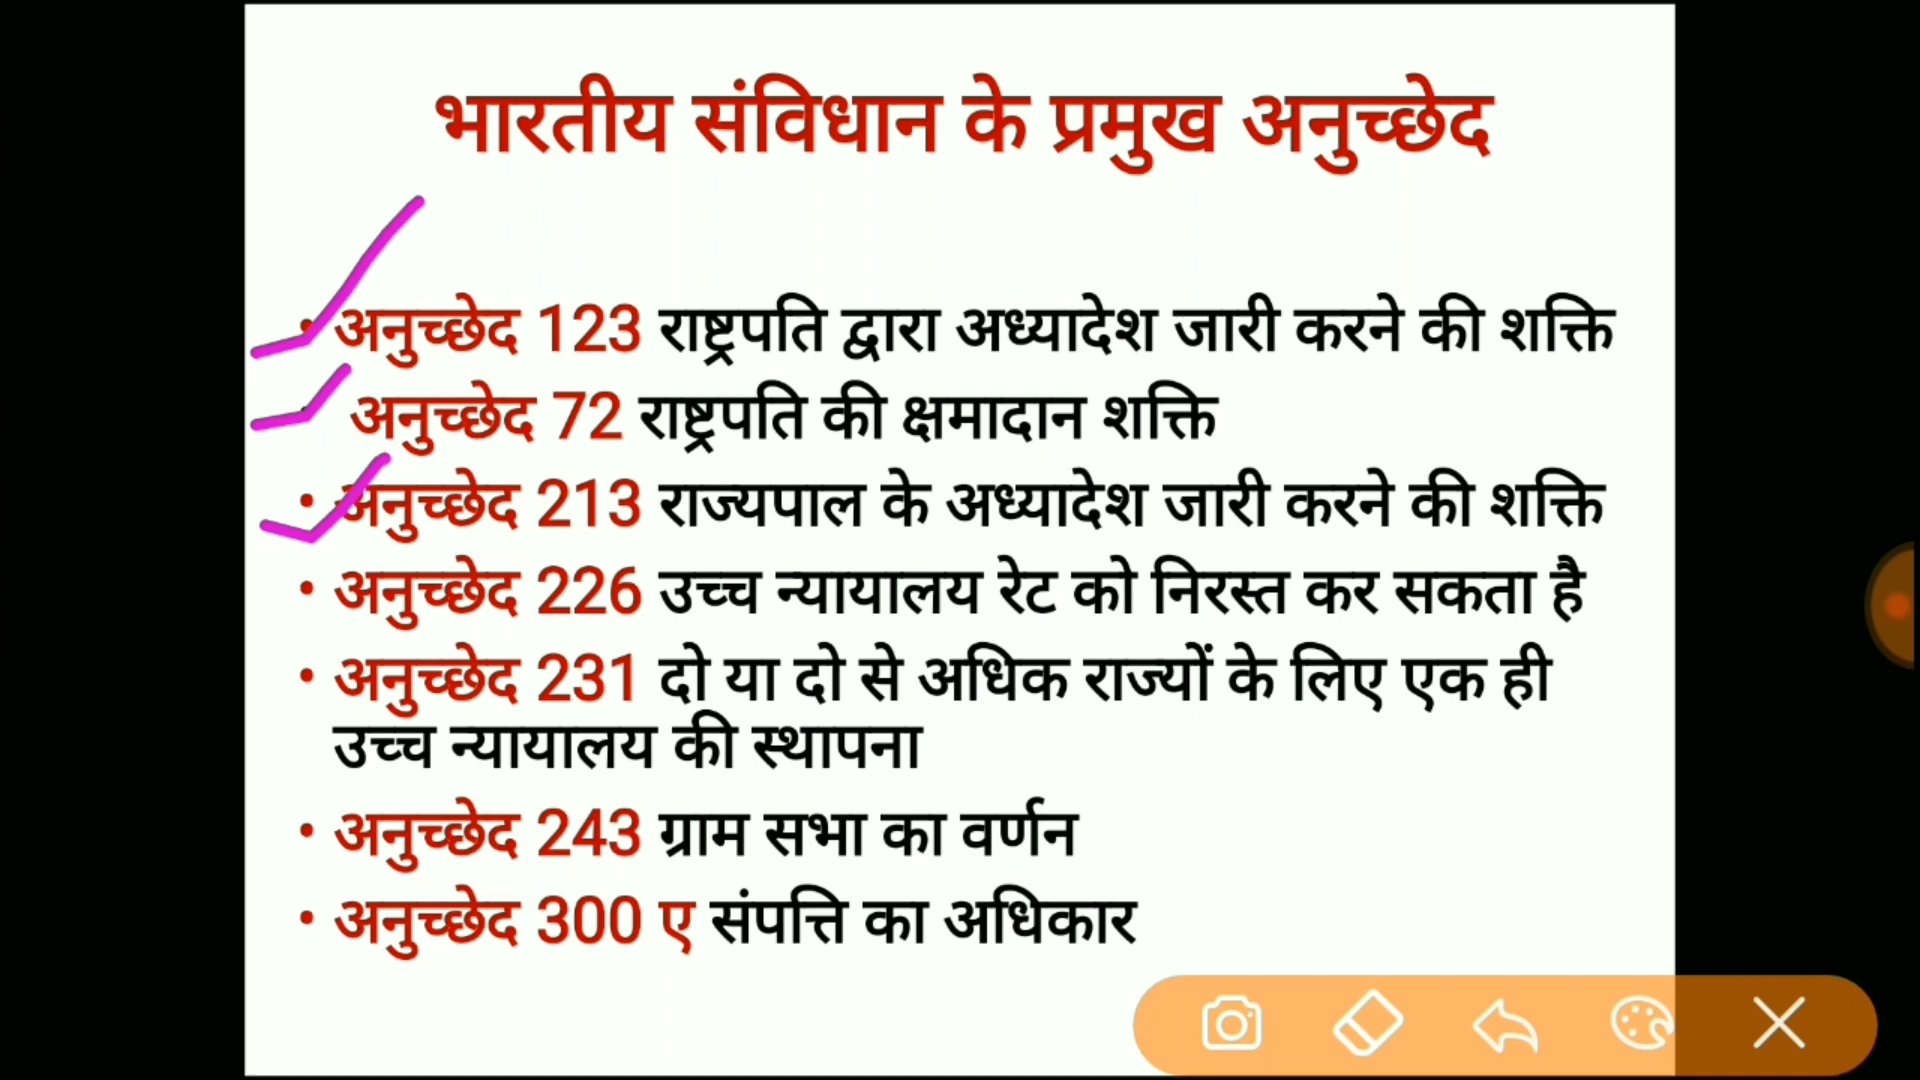 भारतीय संविधान के प्रमुख अनुच्छेद
• अनुच्छेद 123 राष्ट्रपति द्वारा अध्यादेश जारी करने की शक्ति
• अनुच्छेद 72 राष्ट्रपति की क्षमादान शक्ति
• अनुच्छेद 213 राज्यपाल के अध्यादेश जारी करने की शक्ति
• अनुच्छेद 226 उच्च न्यायालय रेट को निरस्त कर सकता है
• अनुच्छेद 231 दो या दो से अधिक राज्यों के लिए एक ही
उच्च न्यायालय की स्थापना
• अनुच्छेद 243 ग्राम सभा का वर्णन
• अनुच्छेद 300 ए संपत्ति का अधिकार